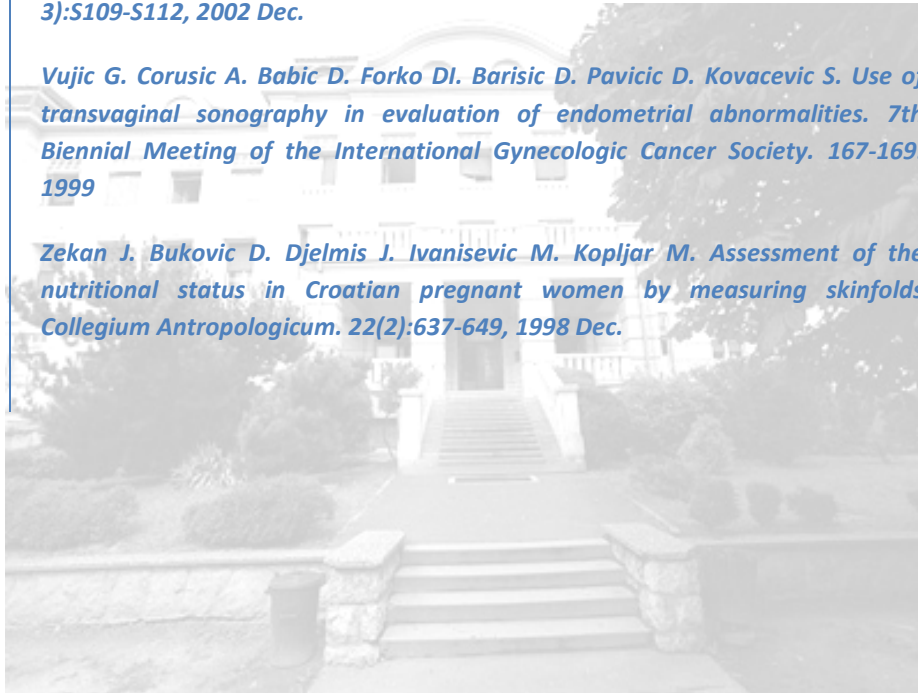 3):S109-S112, 2002 Dec.
Vujic G. Corusic A. Babic D. Forko DI. Barisic D. Pavicic D. Kovacevic S. Use of
transvaginal sonography in evaluation of endometrial abnormalities. 7th
Biennial Meeting of the International Gynecologic Cancer Society. 167-169
1999
Zekan J. Bukovic D. Djelmis J. Ivanisevic M. Kopljar M. Assessment of the
nutritional status in Croatian pregnant women by measuring skinfolds
Collegium Antropologicum. 22(2):637-649, 1998 Dec.